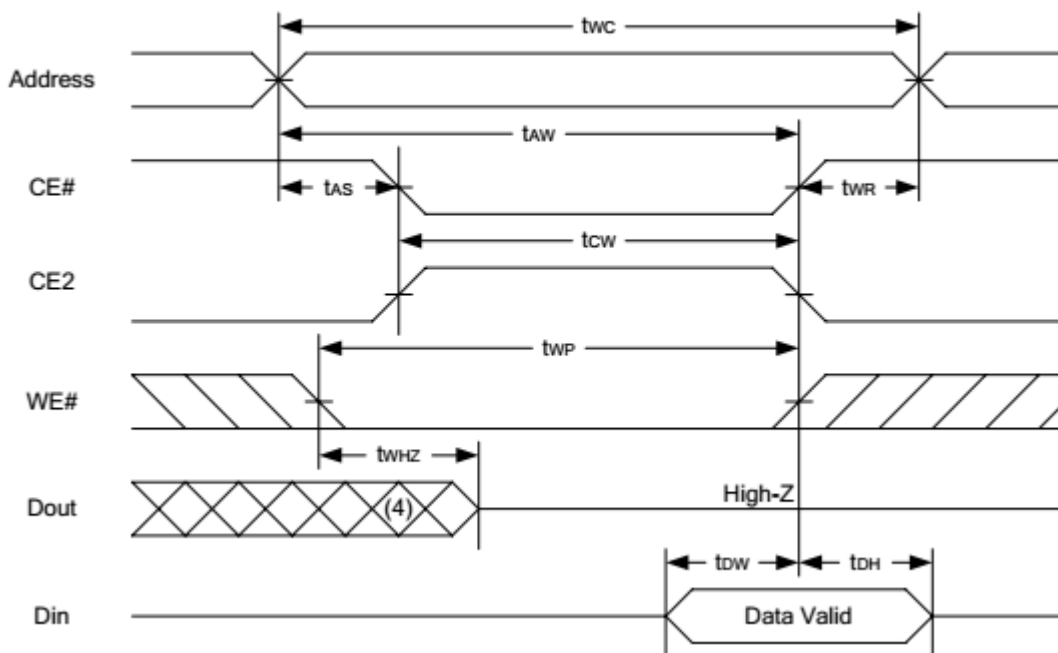 tWC
Address
tAW
CE#
tAS
tWR
tCW
CE2
tWP
WE#
tWHZ
Dout
(4)
High-Z
tDW
tDH
Din
Data Valid